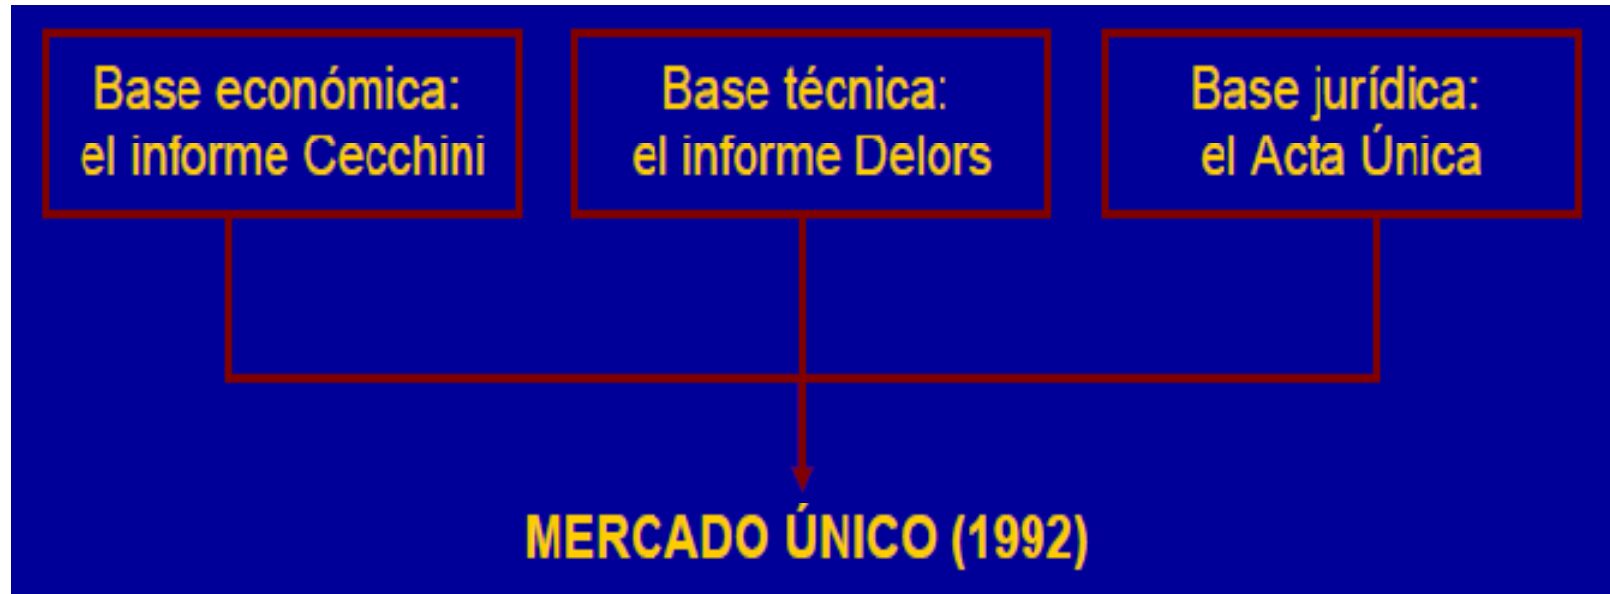 Base económica:
el informe Cecchini
Base técnica:
el informe Delors
Base jurídica:
el Acta Única
MERCADO ÚNICO (1992)